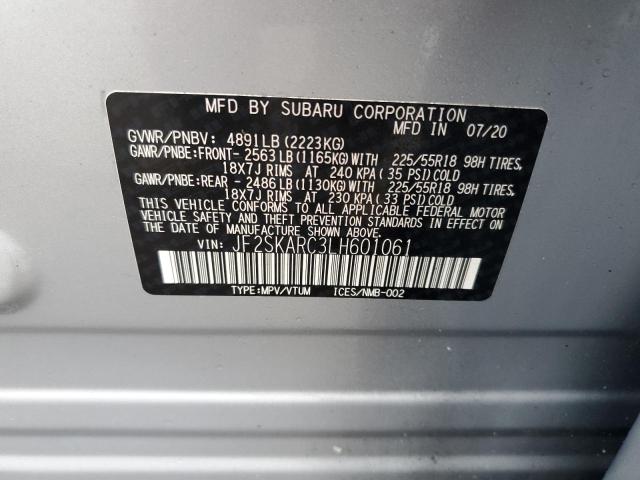 MFD BY SUBARU CORPORATION
MFD IN 07/20
GVWR/PNBV: 4891LB(2223KG)
GAWR/PNBE:FRONT- 2563LB(1165KG)WITH 225/55R18 98H TIRES,
18X7J RIMS AT 240 KPA( 35 PSI)COLD
GAWR/PNBE:REAR - 2486LB(1130KG)WITH 225/55R18 98H TIRES,
18X7J RIMS AT 230 KPA( 33 PSI)COLD
THIS VEHICLE CONFORMS TO ALL APPLICABLE FEDERAL MOTOR
VEHICLE SAFETY AND THEFT PREVENTION STANDARDS IN EFFECT ON
THE DATE OF MANUFACTURE SHOWN ABOVE.
VIN: JF2SKARC3LH601061
TYPE:MPV/VTUM ICES/NMB-002